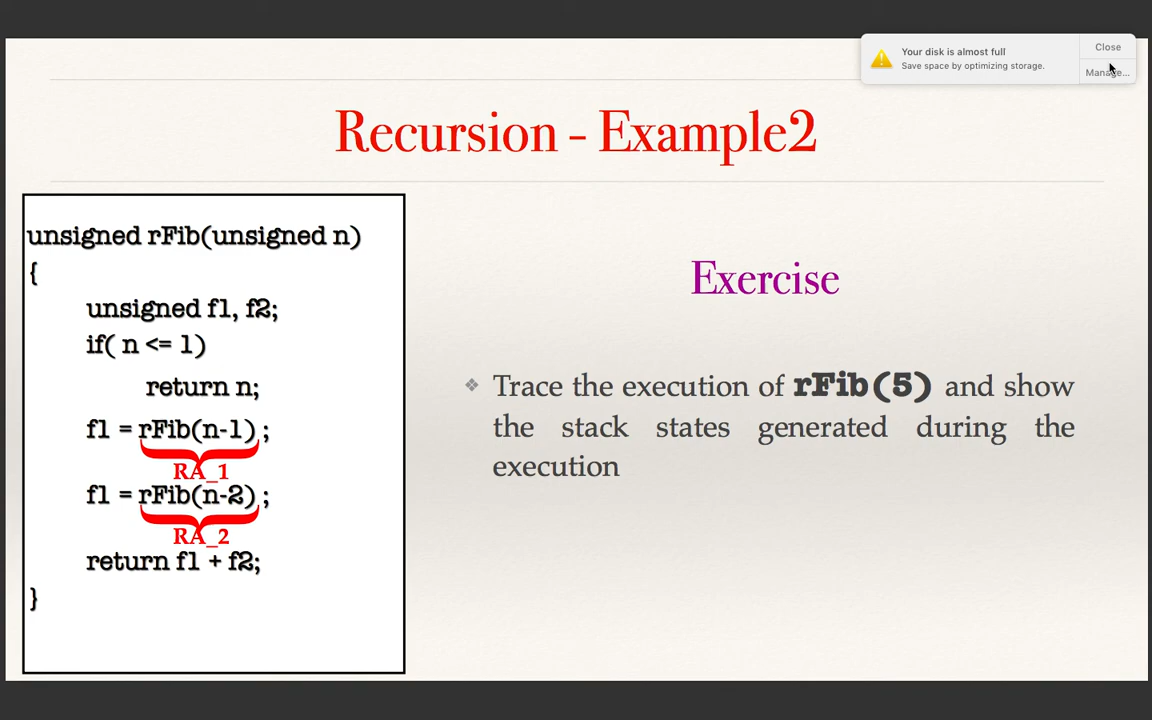 Your disk is almost full
Save space by optimizing storage.
Close
Manage...
Recursion - Example2
unsigned rFib(unsigned n)
{
unsigned f1, f2;
if( n <= 1)
return n;
f1 = rFib(n-1) ;
RA_1
f1 = rFib(n-2) ;
RA_2
return f1 + f2;
}
Exercise
❖ Trace the execution of rFib(5) and show
the stack states generated during the
execution